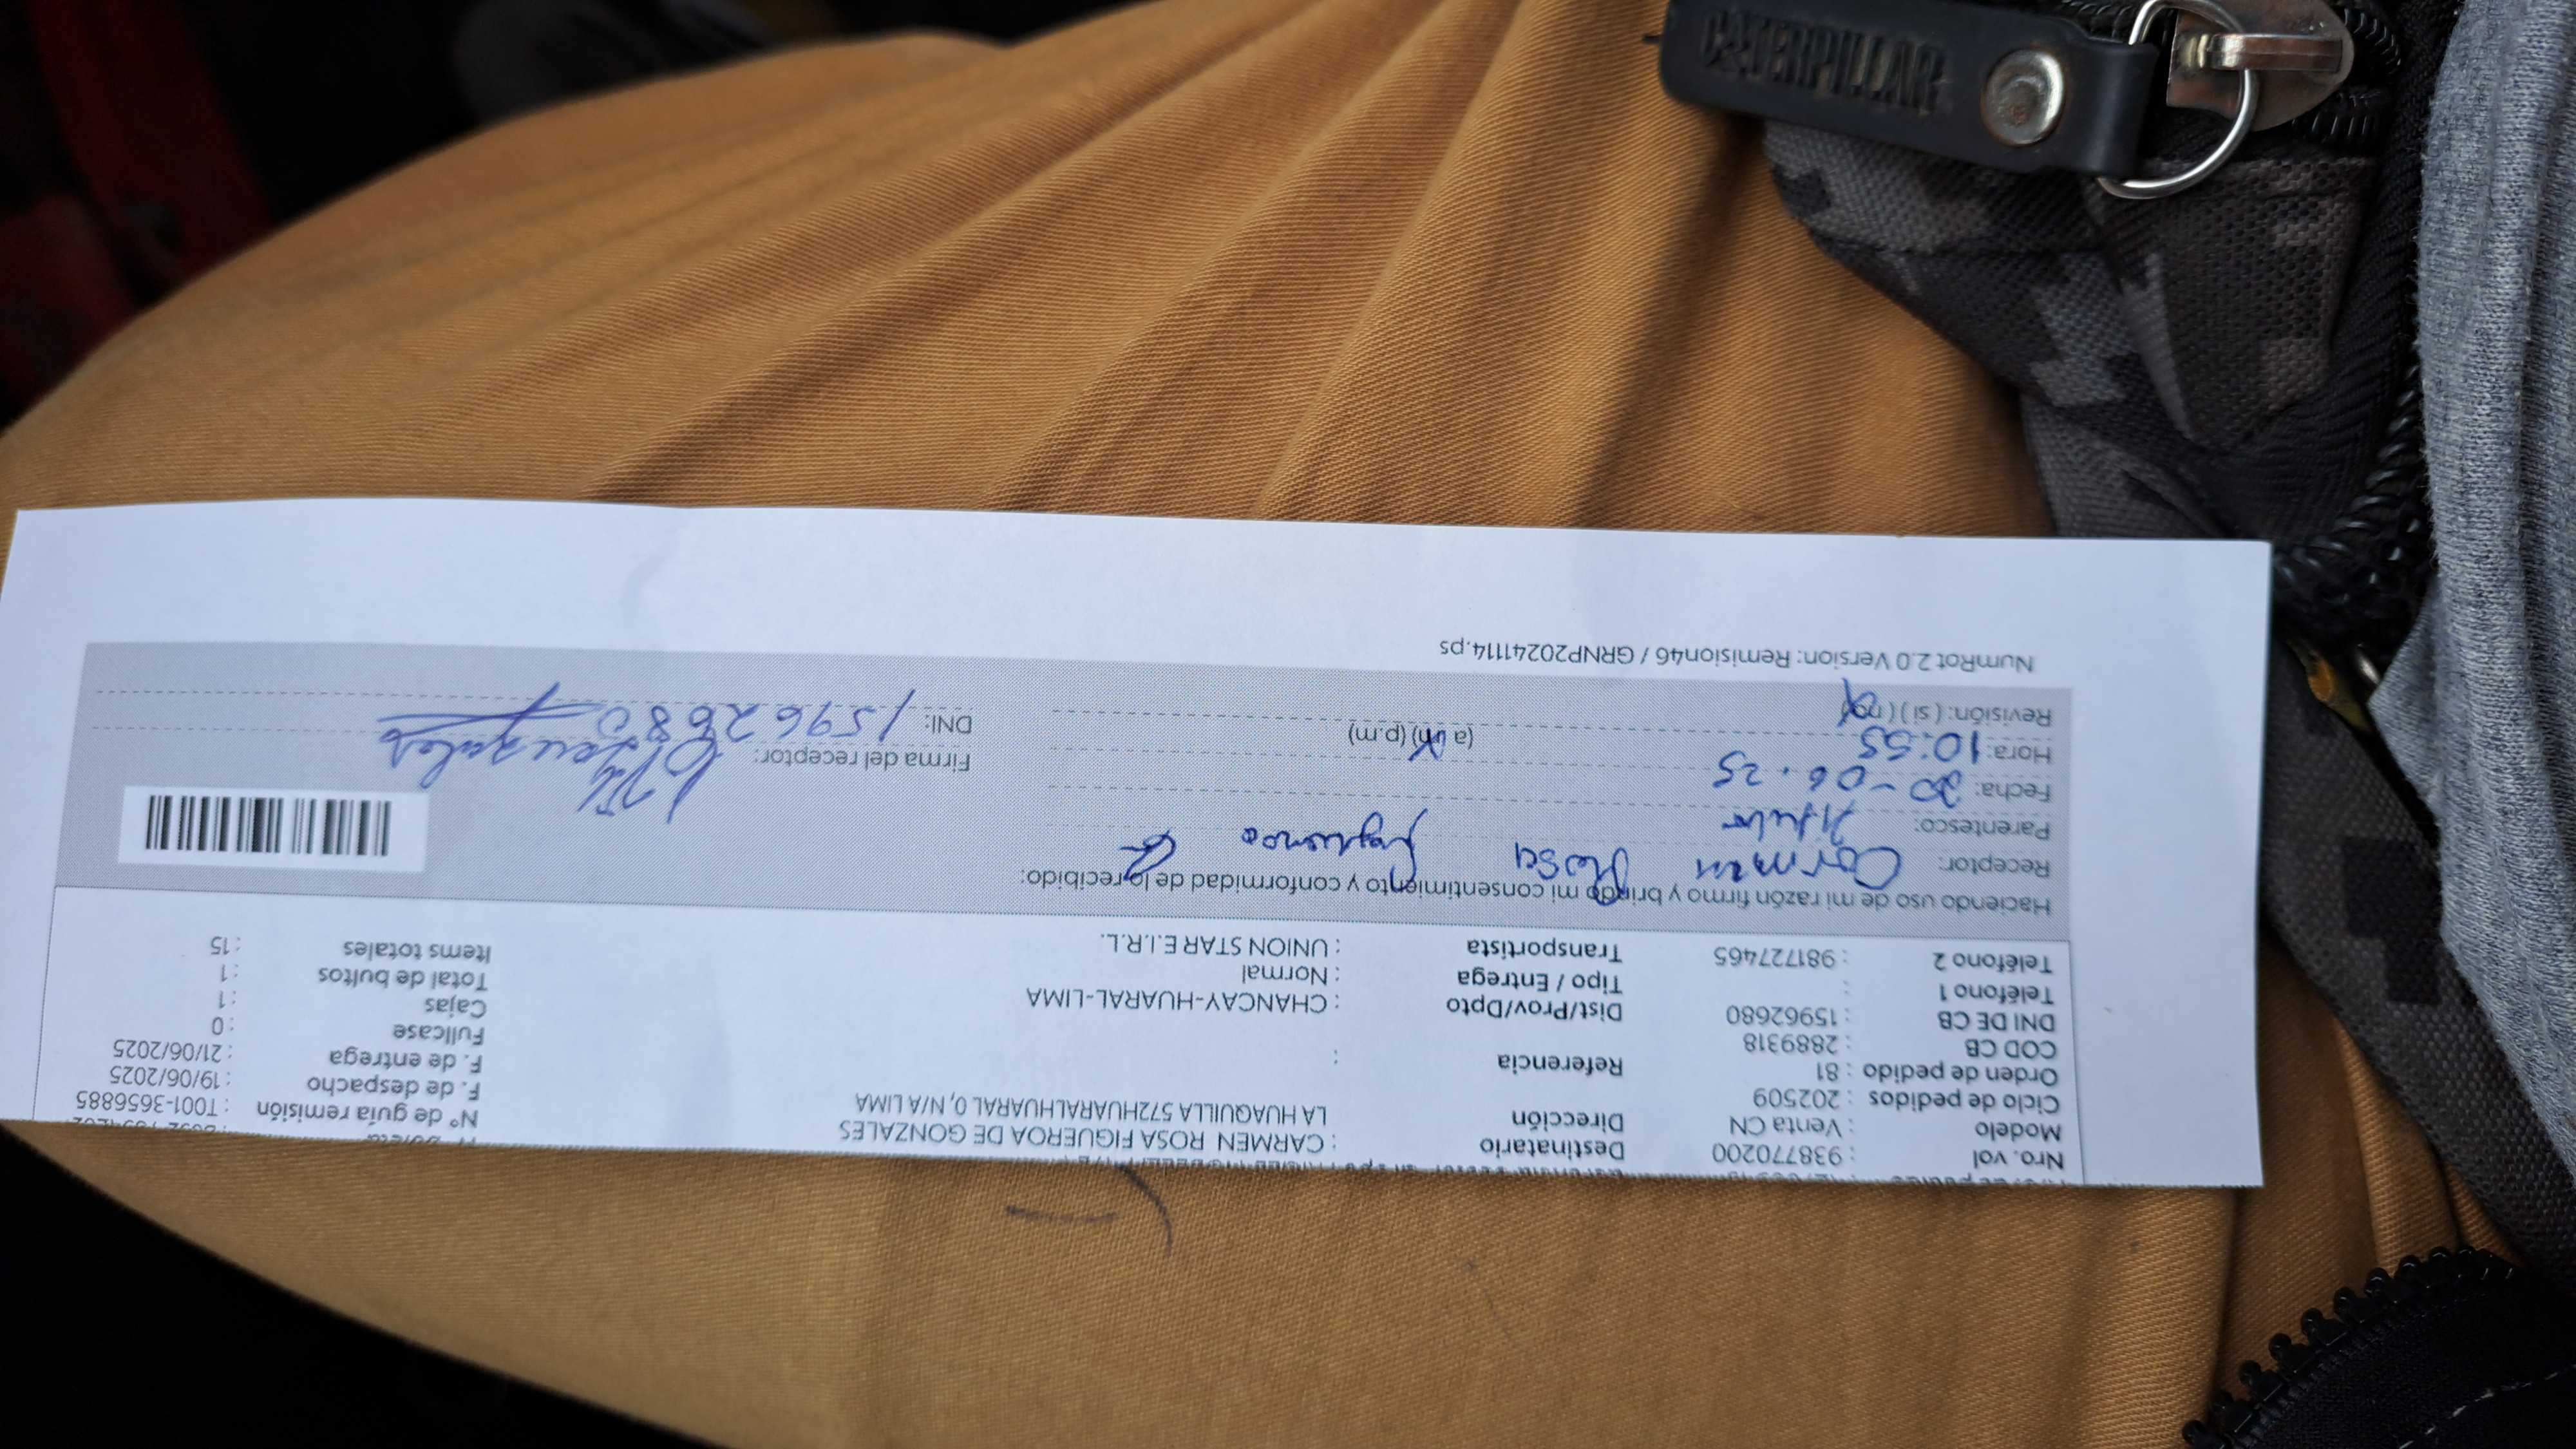 CATERPILLAR
Nro. vol : 938770200
Modelo : Venta CN
Ciclo de pedidos : 202509
Orden de pedido : 81
COD CB : 2889318
DNI DE CB : 15962680
Teléfono 1 :
Teléfono 2 : 981727465
Destinatario : CARMEN ROSA FIGUEROA DE GONZALES
Dirección LA HUAQUILLA 572HUARALHUARAL 0, N/A LIMA
Referencia :
Dist/Prov/Dpto : CHANCAY-HUARAL-LIMA
Tipo / Entrega : Normal
Transportista : UNION STAR E.I.R.L.
N° de guía remisión : T001-3656885
F. de despacho : 19/06/2025
F. de entrega : 21/06/2025
Fullcase : 0
Cajas : 1
Total de bultos : 1
Items totales : 15
Haciendo uso de mi razón firmo y brindo mi consentimiento y conformidad de lo recibido:
Receptor: Carmen Rosa Figueroa
Parentesco: Titular
Fecha: 20-06.25
Hora: 10:55 (a.m) (p.m)
Revisión: (si) (no)
Firma del receptor:
DNI: 15962680
NumRot 2.0 Version: Remision46 / GRNP20241114.ps